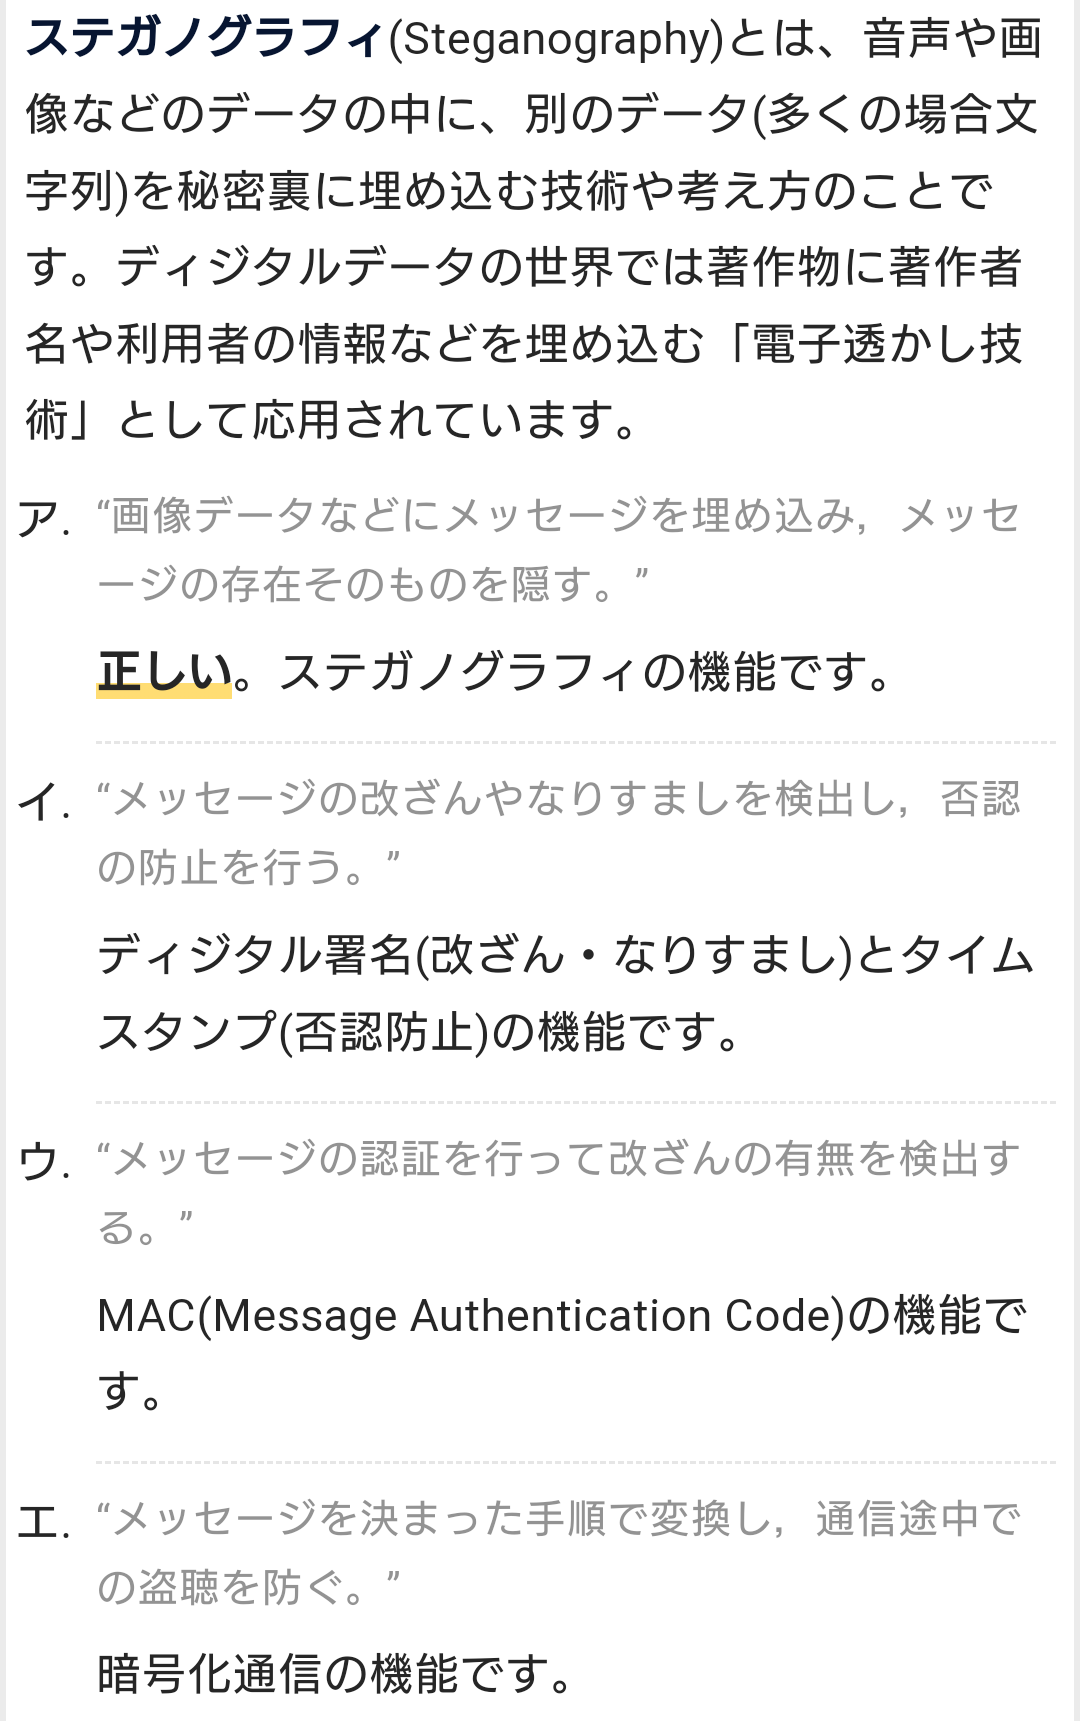 ステガノグラフィ(Steganography)とは、音声や画
像などのデータの中に、別のデータ(多くの場合文
字列)を秘密裏に埋め込む技術や考え方のことで
す。ディジタルデータの世界では著作物に著作者
名や利用者の情報などを埋め込む「電子透かし技
術」として応用されています。
ア. “画像データなどにメッセージを埋め込み，メッセ
ージの存在そのものを隠す。”
正しい。ステガノグラフィの機能です。
イ. “メッセージの改ざんやなりすましを検出し，否認
の防止を行う。”
ディジタル署名(改ざん・なりすまし)とタイム
スタンプ(否認防止)の機能です。
ウ. “メッセージの認証を行って改ざんの有無を検出す
る。”
MAC(Message Authentication Code)の機能で
す。
エ. “メッセージを決まった手順で変換し，通信途中で
の盗聴を防ぐ。”
暗号化通信の機能です。